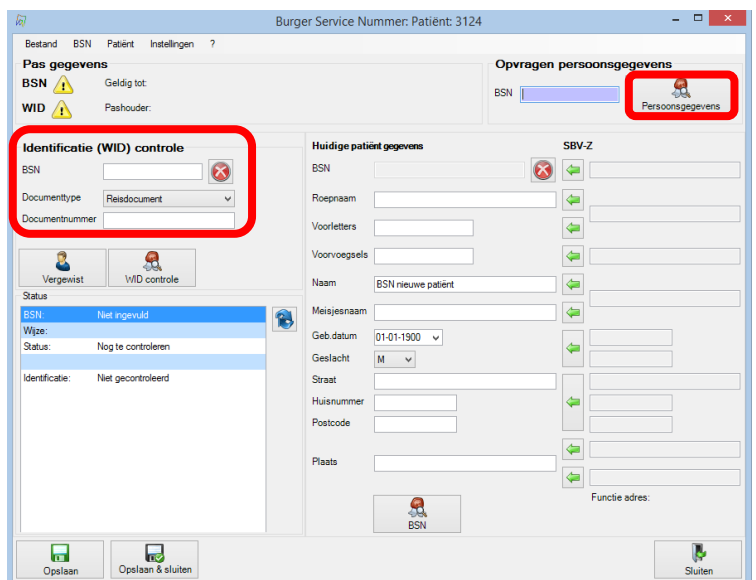 Burger Service Nummer: Patiënt: 3124
Bestand BSN Patiënt Instellingen ?
Pas gegevens
BSN Geldig tot:
WID Pashouder:
Opvragen persoonsgegevens
BSN
Persoonsgegevens
Identificatie (WID) controle
BSN
Documenttype Reisdocument
Documentnummer
Vergewist WID controle
Status
BSN: Niet ingevuld
Wijze:
Status: Nog te controleren
Identificatie: Niet gecontroleerd
Huidige patiënt gegevens SBV-Z
BSN
Roepnaam
Voorletters
Voorvoegsels
Naam BSN nieuwe patiënt
Meisjesnaam
Geb.datum 01-01-1900
Geslacht M
Straat
Huisnummer
Postcode
Plaats
Functie adres:
BSN
Opslaan Opslaan & sluiten Sluiten